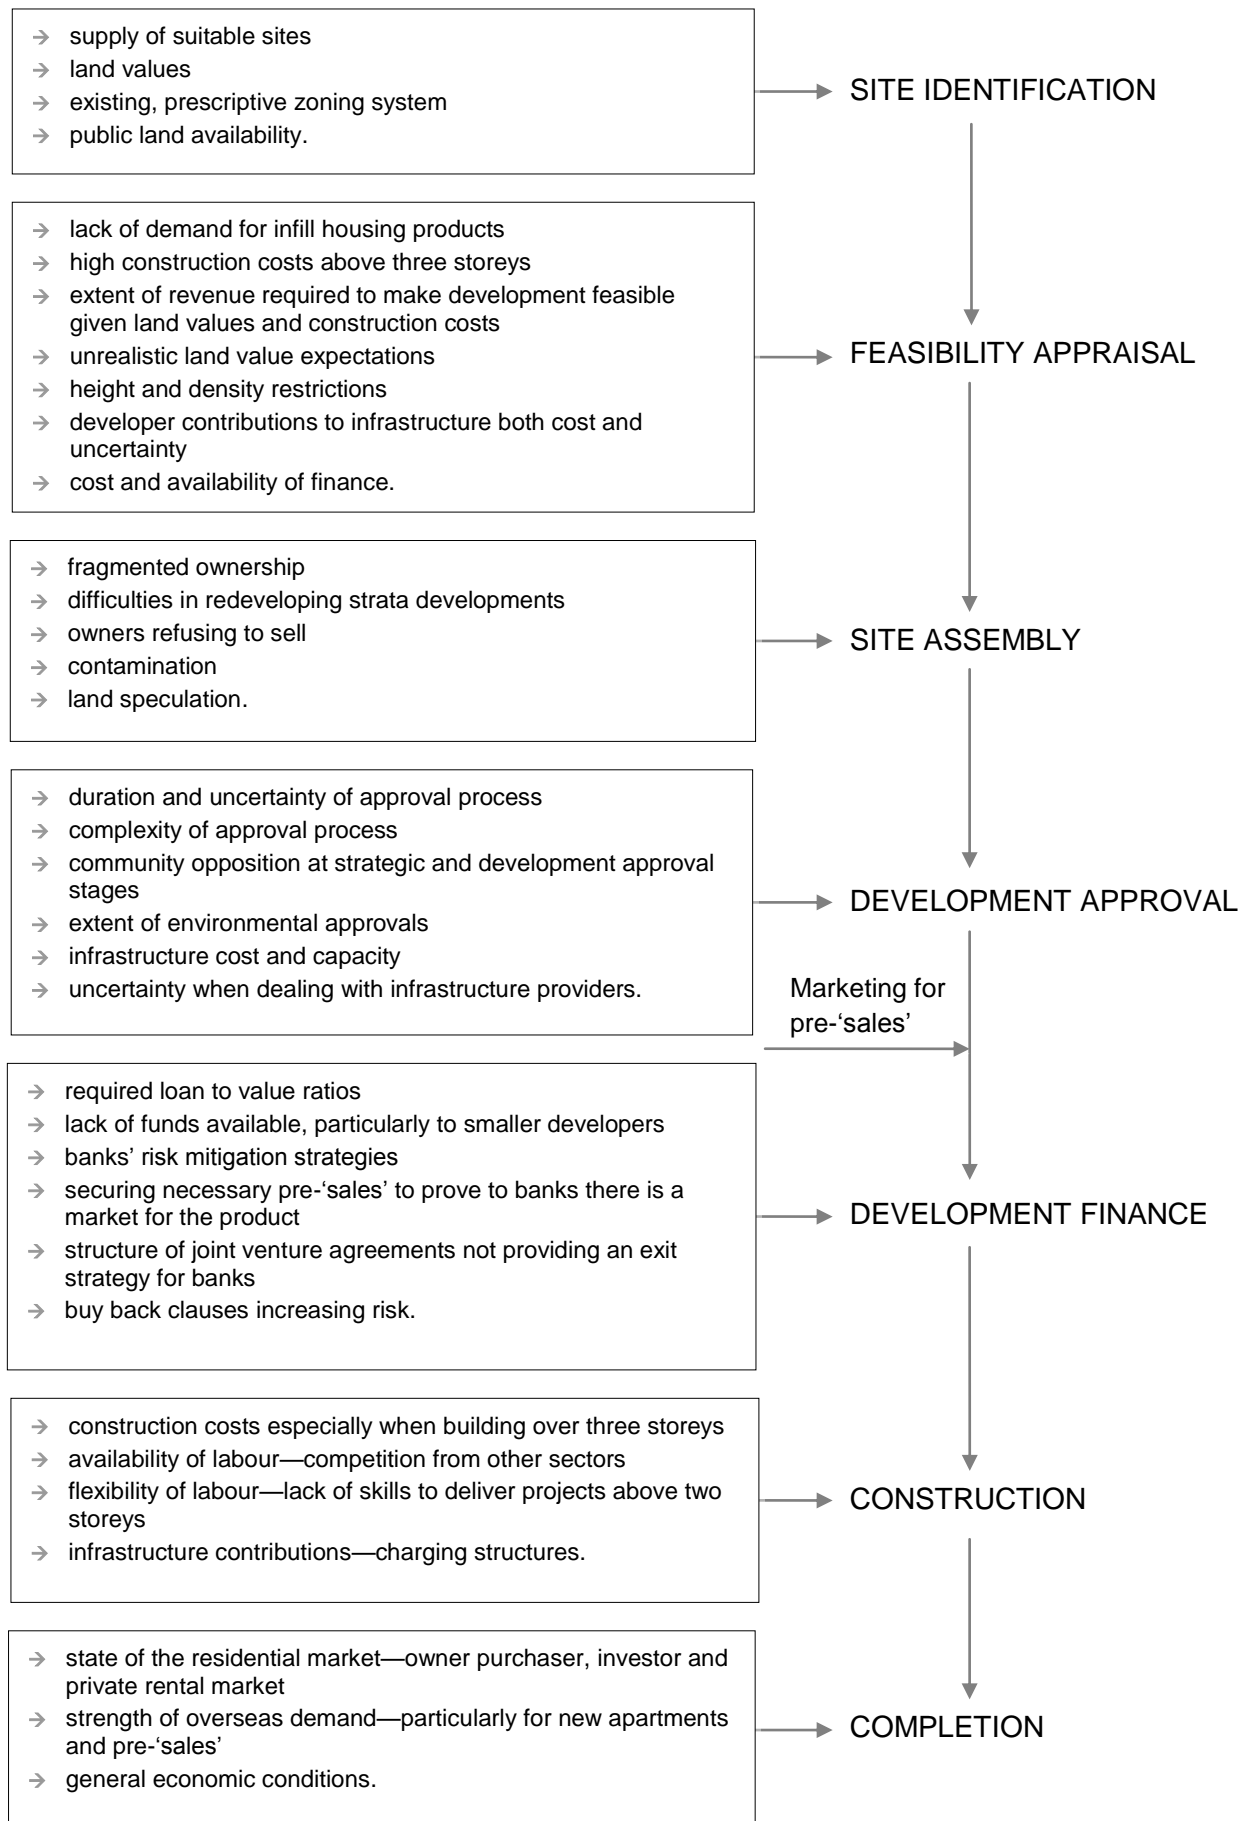 → supply of suitable sites
→ land values
→ existing, prescriptive zoning system
→ public land availability.
SITE IDENTIFICATION
→ lack of demand for infill housing products
→ high construction costs above three storeys
→ extent of revenue required to make development feasible
given land values and construction costs
→ unrealistic land value expectations
→ height and density restrictions
→ developer contributions to infrastructure both cost and
uncertainty
→ cost and availability of finance.
FEASIBILITY APPRAISAL
→ fragmented ownership
→ difficulties in redeveloping strata developments
→ owners refusing to sell
→ contamination
→ land speculation.
SITE ASSEMBLY
→ duration and uncertainty of approval process
→ complexity of approval process
→ community opposition at strategic and development approval
stages
→ extent of environmental approvals
→ infrastructure cost and capacity
→ uncertainty when dealing with infrastructure providers.
DEVELOPMENT APPROVAL
Marketing for
pre-‘sales’
→ required loan to value ratios
→ lack of funds available, particularly to smaller developers
→ banks’ risk mitigation strategies
→ securing necessary pre-‘sales’ to prove to banks there is a
market for the product
→ structure of joint venture agreements not providing an exit
strategy for banks
→ buy back clauses increasing risk.
DEVELOPMENT FINANCE
→ construction costs especially when building over three storeys
→ availability of labour—competition from other sectors
→ flexibility of labour—lack of skills to deliver projects above two
storeys
→ infrastructure contributions—charging structures.
CONSTRUCTION
→ state of the residential market—owner purchaser, investor and
private rental market
→ strength of overseas demand—particularly for new apartments
and pre-‘sales’
→ general economic conditions.
COMPLETION